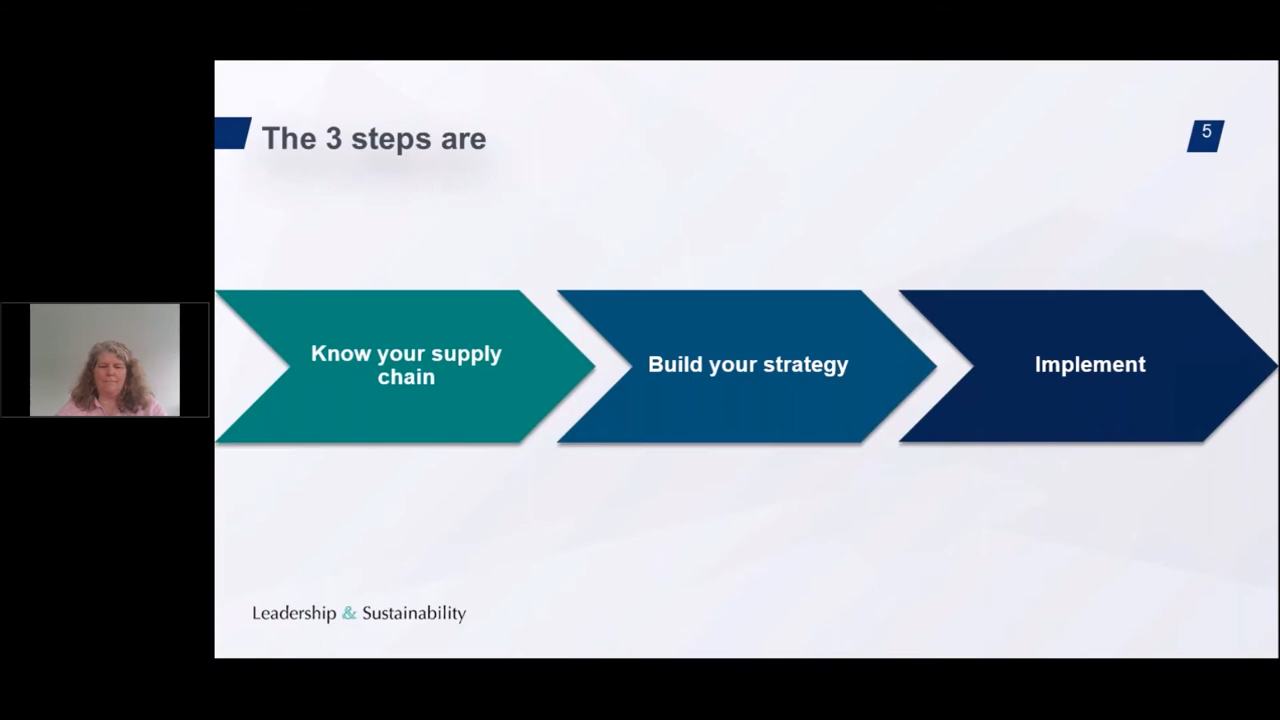 The 3 steps are
5
Know your supply
chain
Build your strategy
Implement
Leadership & Sustainability